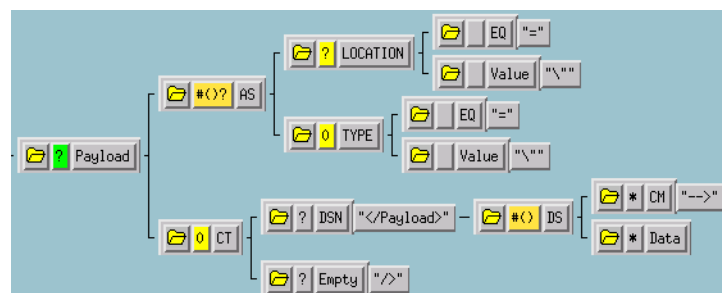 EQ "="
? LOCATION
Value "\""
#()? AS
EQ "="
0 TYPE
? Payload
Value "\""
* CM "-->"
? DSN "</Payload>" #() DS
0 CT
* Data
? Empty "/>"